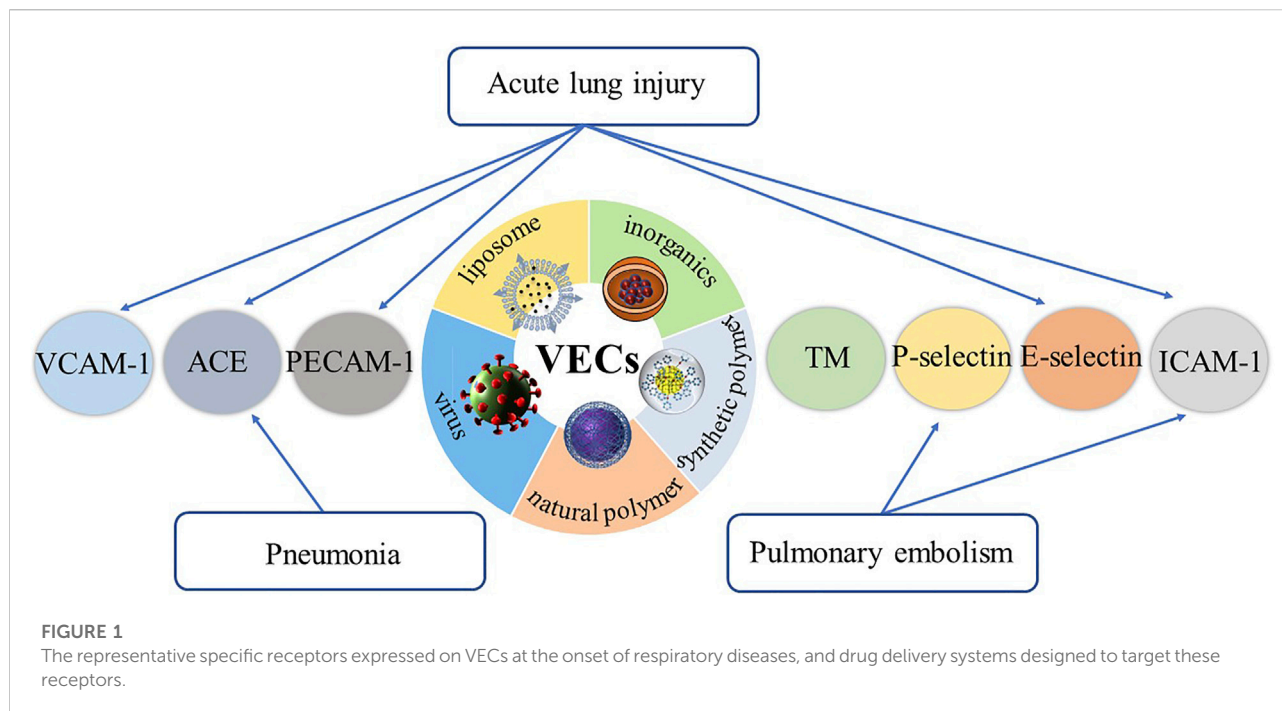 Acute lung injury
liposome
inorganics
VCAM-1
ACE
PECAM-1
VECs
TM
P-selectin
E-selectin
ICAM-1
virus
synthetic polymer
natural polymer
Pneumonia
Pulmonary embolism
FIGURE 1
The representative specific receptors expressed on VECs at the onset of respiratory diseases, and drug delivery systems designed to target these
receptors.